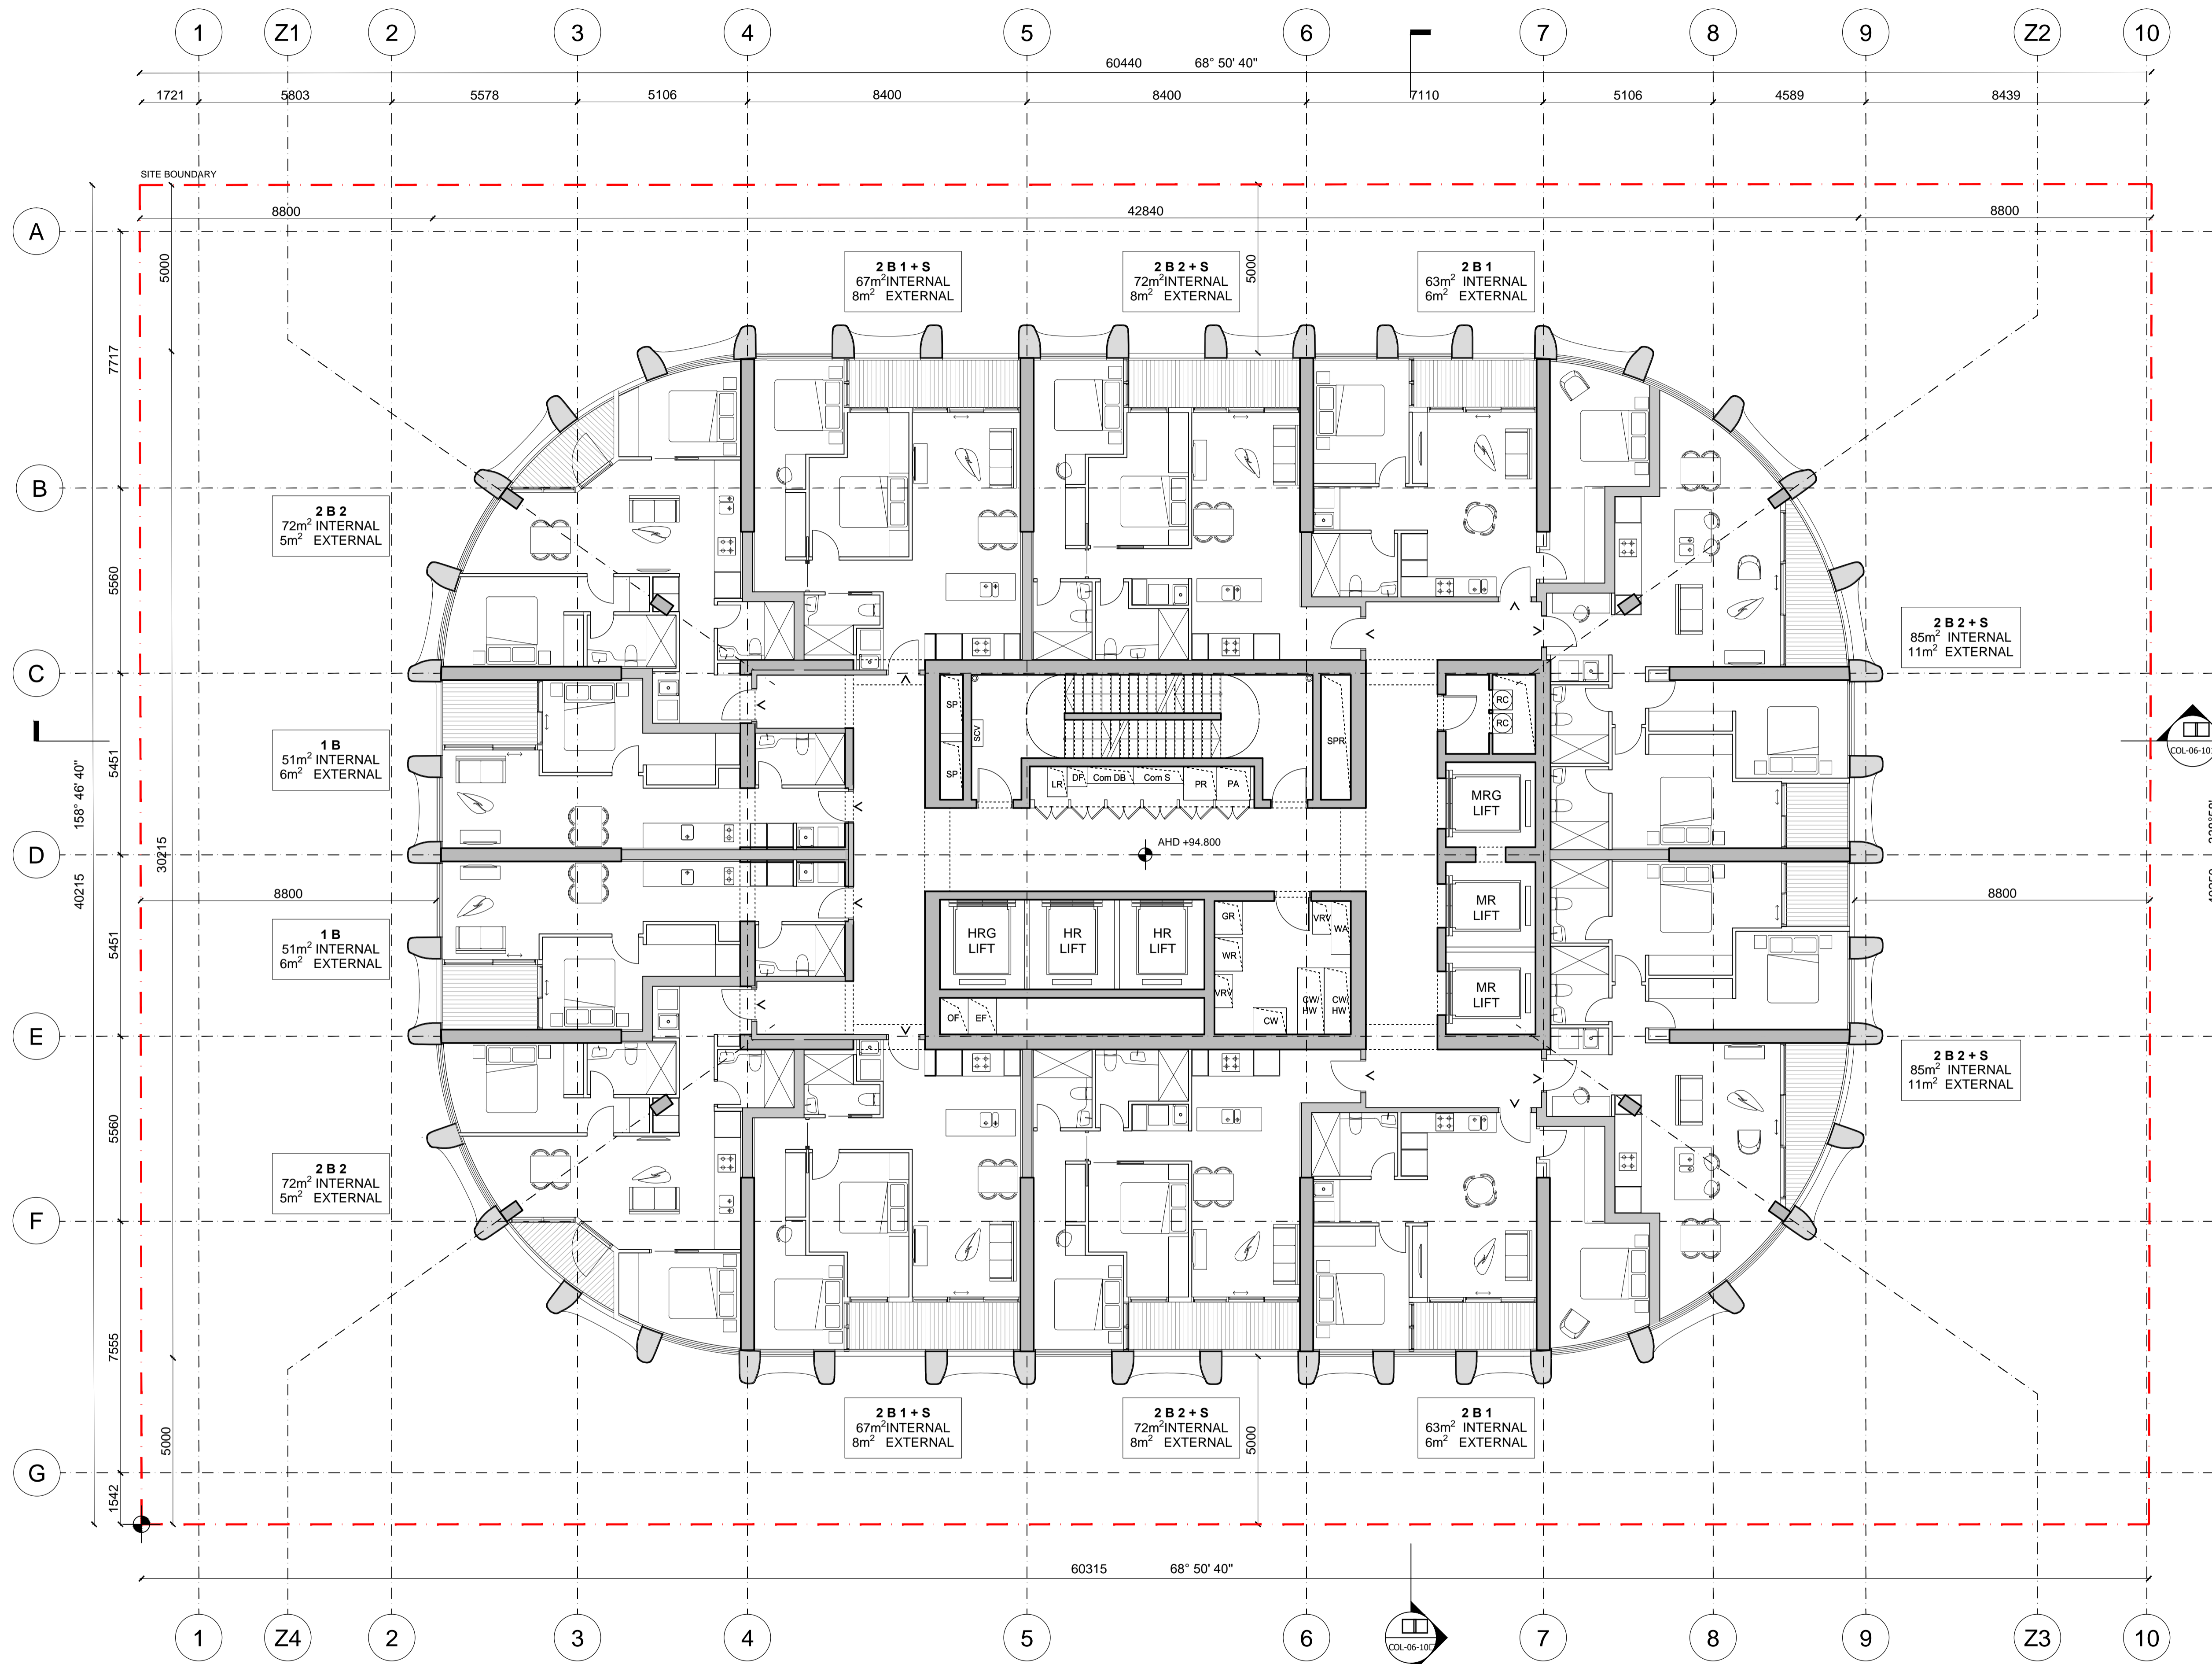 1 Z1 2 3 4 5 6 7 8 9 Z2 10
60440 68° 50' 40"
1721 5803 5578 5106 8400 8400 7110 5106 4589 8439
SITE BOUNDARY
8800 42840 8800
A
5000
5000
2 B 1 + S
67m² INTERNAL
8m² EXTERNAL
2 B 2 + S
72m² INTERNAL
8m² EXTERNAL
2 B 1
63m² INTERNAL
6m² EXTERNAL
7717
B
2 B 2
72m² INTERNAL
5m² EXTERNAL
5560
2 B 2 + S
85m² INTERNAL
11m² EXTERNAL
C
SP
SCV
SP
SPR
RC
RC
1 B
51m² INTERNAL
6m² EXTERNAL
5451
158° 46' 40"
COL-06-10
LR DF Com DB Com S PR PA
MRG
LIFT
30215
40215
AHD +94.800
D
8800
8800
HRG
LIFT
HR
LIFT
HR
LIFT
GR
VRV
WA
WR
VRV
CW/
HW
CW/
HW
CW
MR
LIFT
MR
LIFT
OF EF
1 B
51m² INTERNAL
6m² EXTERNAL
5451
E
2 B 2 + S
85m² INTERNAL
11m² EXTERNAL
5560
2 B 2
72m² INTERNAL
5m² EXTERNAL
F
7555
2 B 1 + S
67m² INTERNAL
8m² EXTERNAL
2 B 2 + S
72m² INTERNAL
8m² EXTERNAL
2 B 1
63m² INTERNAL
6m² EXTERNAL
5000
5000
G
1542
60315 68° 50' 40"
1 Z4 2 3 4 5 6 7 8 9 Z3 10
COL-06-10